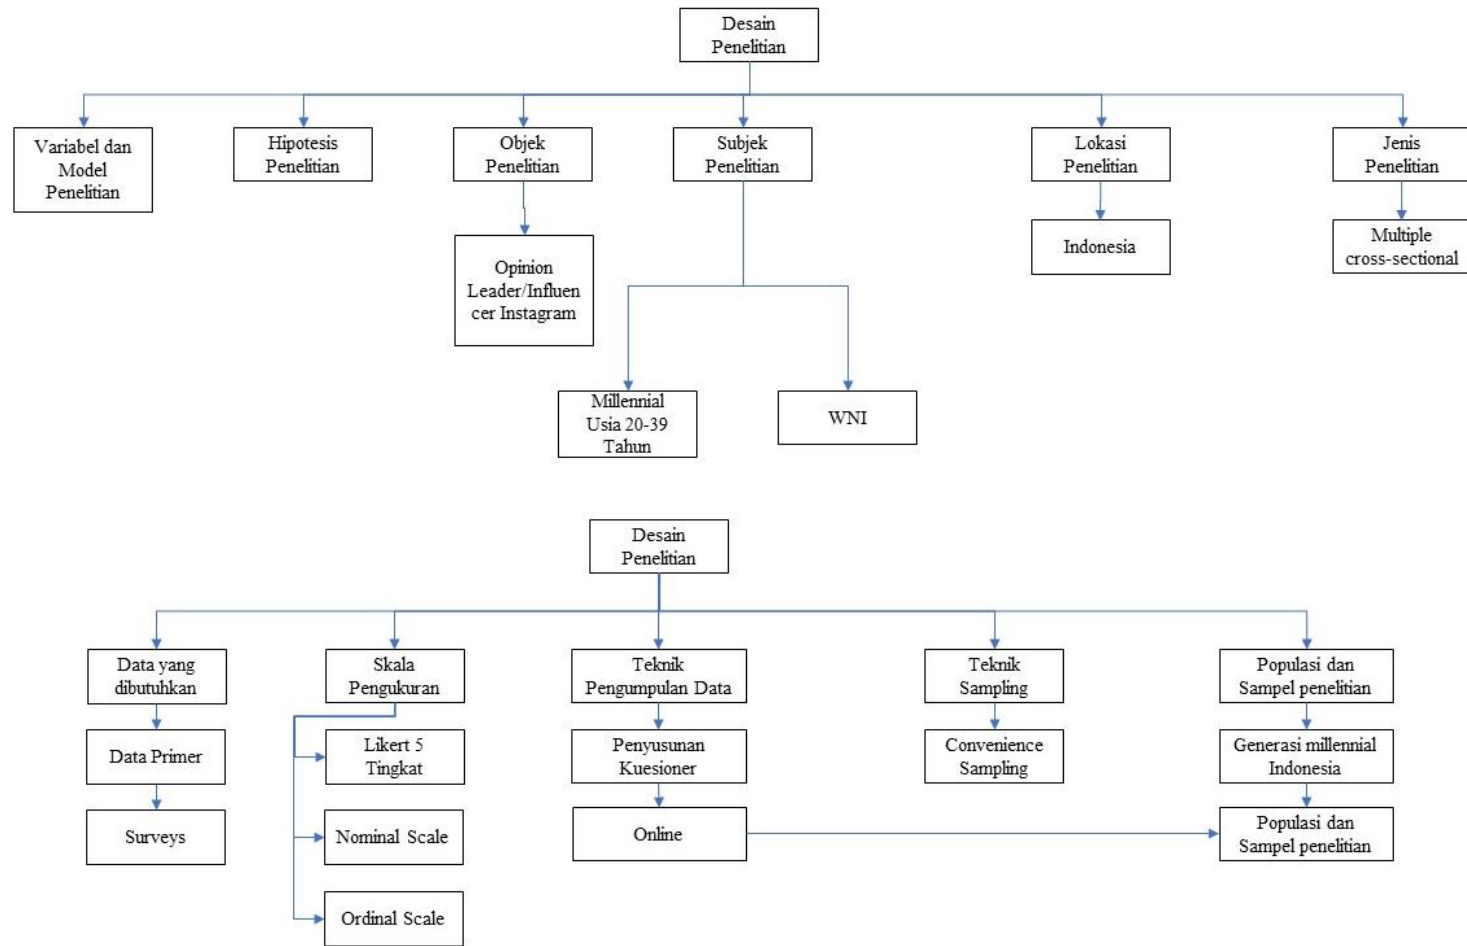 Desain
Penelitian
Variabel dan
Model
Penelitian
Hipotesis
Penelitian
Objek
Penelitian
Subjek
Penelitian
Lokasi
Penelitian
Jenis
Penelitian
Opinion
Leader/Influen
cer Instagram
Indonesia
Multiple
cross-sectional
Millennial
Usia 20-39
Tahun
WNI
Desain
Penelitian
Data yang
dibutuhkan
Skala
Pengukuran
Teknik
Pengumpulan Data
Teknik
Sampling
Populasi dan
Sampel penelitian
Data Primer
Likert 5
Tingkat
Penyusunan
Kuesioner
Convenience
Sampling
Generasi millennial
Indonesia
Surveys
Nominal Scale
Online
Populasi dan
Sampel penelitian
Ordinal Scale